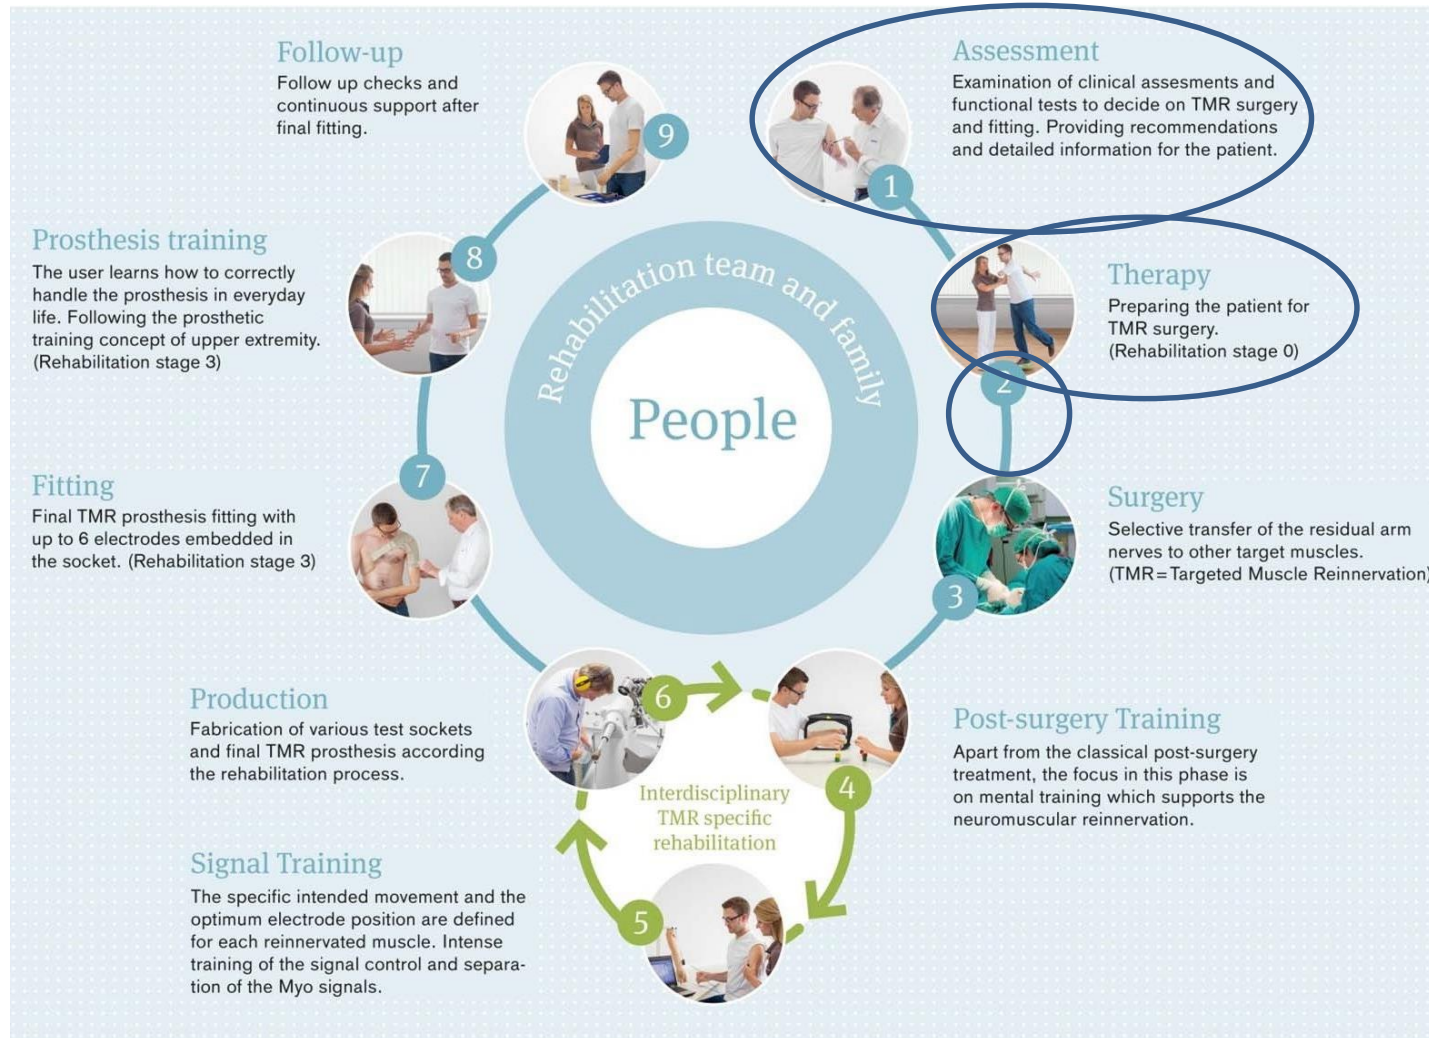 Assessment
Examination of clinical assesments and
functional tests to decide on TMR surgery
and fitting. Providing recommendations
and detailed information for the patient.
1
Therapy
Preparing the patient for
TMR surgery.
(Rehabilitation stage 0)
2
Surgery
Selective transfer of the residual arm
nerves to other target muscles.
(TMR=Targeted Muscle Reinnervation)
3
Post-surgery Training
Apart from the classical post-surgery
treatment, the focus in this phase is
on mental training which supports the
neuromuscular reinnervation.
4
Signal Training
The specific intended movement and the
optimum electrode position are defined
for each reinnervated muscle. Intense
training of the signal control and separa-
tion of the Myo signals.
5
Production
Fabrication of various test sockets
and final TMR prosthesis according
the rehabilitation process.
6
Fitting
Final TMR prosthesis fitting with
up to 6 electrodes embedded in
the socket. (Rehabilitation stage 3)
7
Prosthesis training
The user learns how to correctly
handle the prosthesis in everyday
life. Following the prosthetic
training concept of upper extremity.
(Rehabilitation stage 3)
8
Follow-up
Follow up checks and
continuous support after
final fitting.
9
Rehabilitation team and family
People
Interdisciplinary
TMR specific
rehabilitation